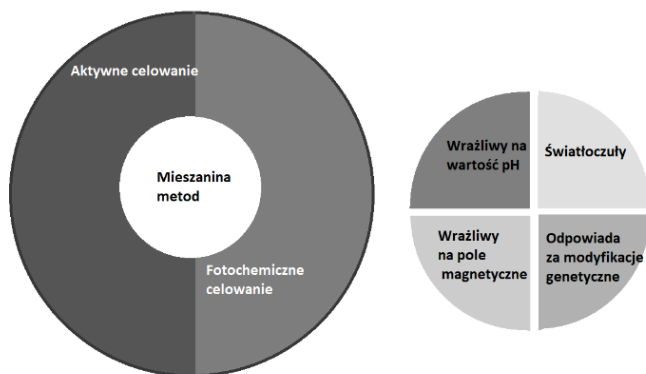 Aktywne celowanie
Mieszanina
metod
Fotochemiczne
celowanie
Wrażliwy na
wartość pH
Światłoczuły
Wrażliwy
na pole
magnetyczne
Odpowiada
za modyfikacje
genetyczne